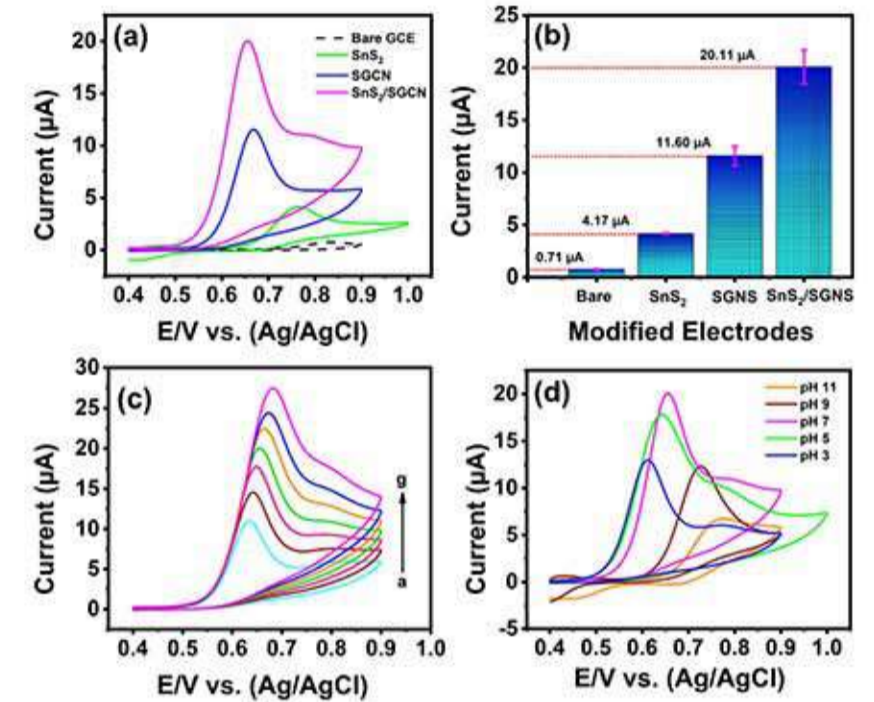 (a)
Bare GCE
SnS₂
SGCN
SnS₂/SGCN
20
15
10
5
0
0.4 0.5 0.6 0.7 0.8 0.9 1.0
Current (µA)
E/V vs. (Ag/AgCl)
(b)
25
20
15
10
5
0
20.11 µA
11.60 µA
4.17 µA
0.71 µA
Bare SnS₂ SGNS SnS₂/SGNS
Current (µA)
Modified Electrodes
(c)
30
25
20
15
10
5
0
g
a
0.4 0.5 0.6 0.7 0.8 0.9 1.0
Current (µA)
E/V vs. (Ag/AgCl)
(d)
pH 11
pH 9
pH 7
pH 5
pH 3
20
15
10
5
0
-5
0.4 0.5 0.6 0.7 0.8 0.9 1.0
Current (µA)
E/V vs. (Ag/AgCl)